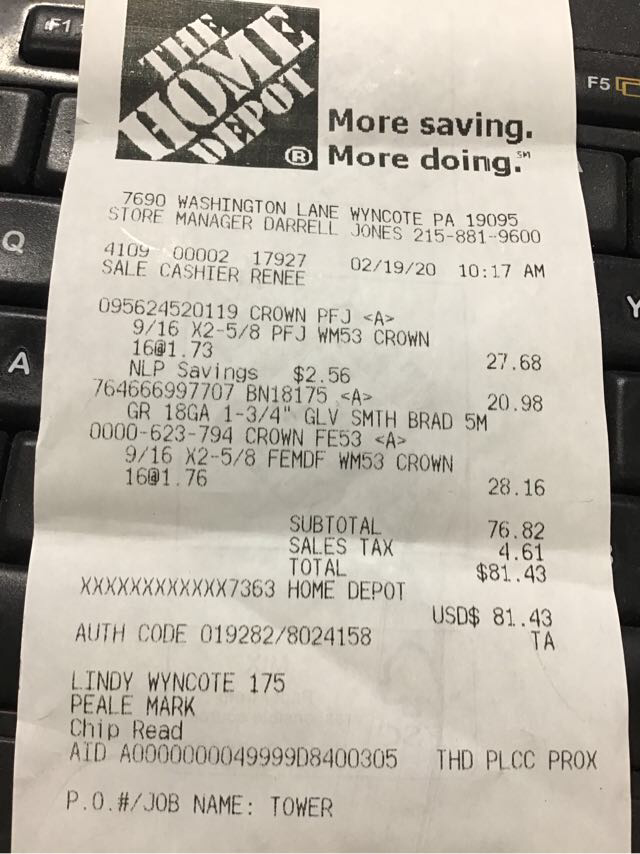 F1
F5
Q
A
Y
THE
HOME
DEPOT
®
More saving.
More doing.℠
7690 WASHINGTON LANE WYNCOTE PA 19095
STORE MANAGER DARRELL JONES 215-881-9600
4109 00002 17927 02/19/20 10:17 AM
SALE CASHIER RENEE
095624520119 CROWN PFJ <A>
9/16 X2-5/8 PFJ WM53 CROWN
16@1.73 27.68
NLP Savings $2.56
764666997707 BN18175 <A> 20.98
GR 18GA 1-3/4" GLV SMTH BRAD 5M
0000-623-794 CROWN FE53 <A>
9/16 X2-5/8 FEMDF WM53 CROWN
16@1.76 28.16
SUBTOTAL 76.82
SALES TAX 4.61
TOTAL $81.43
XXXXXXXXXXXX7363 HOME DEPOT
USD$ 81.43
AUTH CODE 019282/8024158 TA
LINDY WYNCOTE 175
PEALE MARK
Chip Read
AID A0000000049999D8400305 THD PLCC PROX
P.O.#/JOB NAME: TOWER